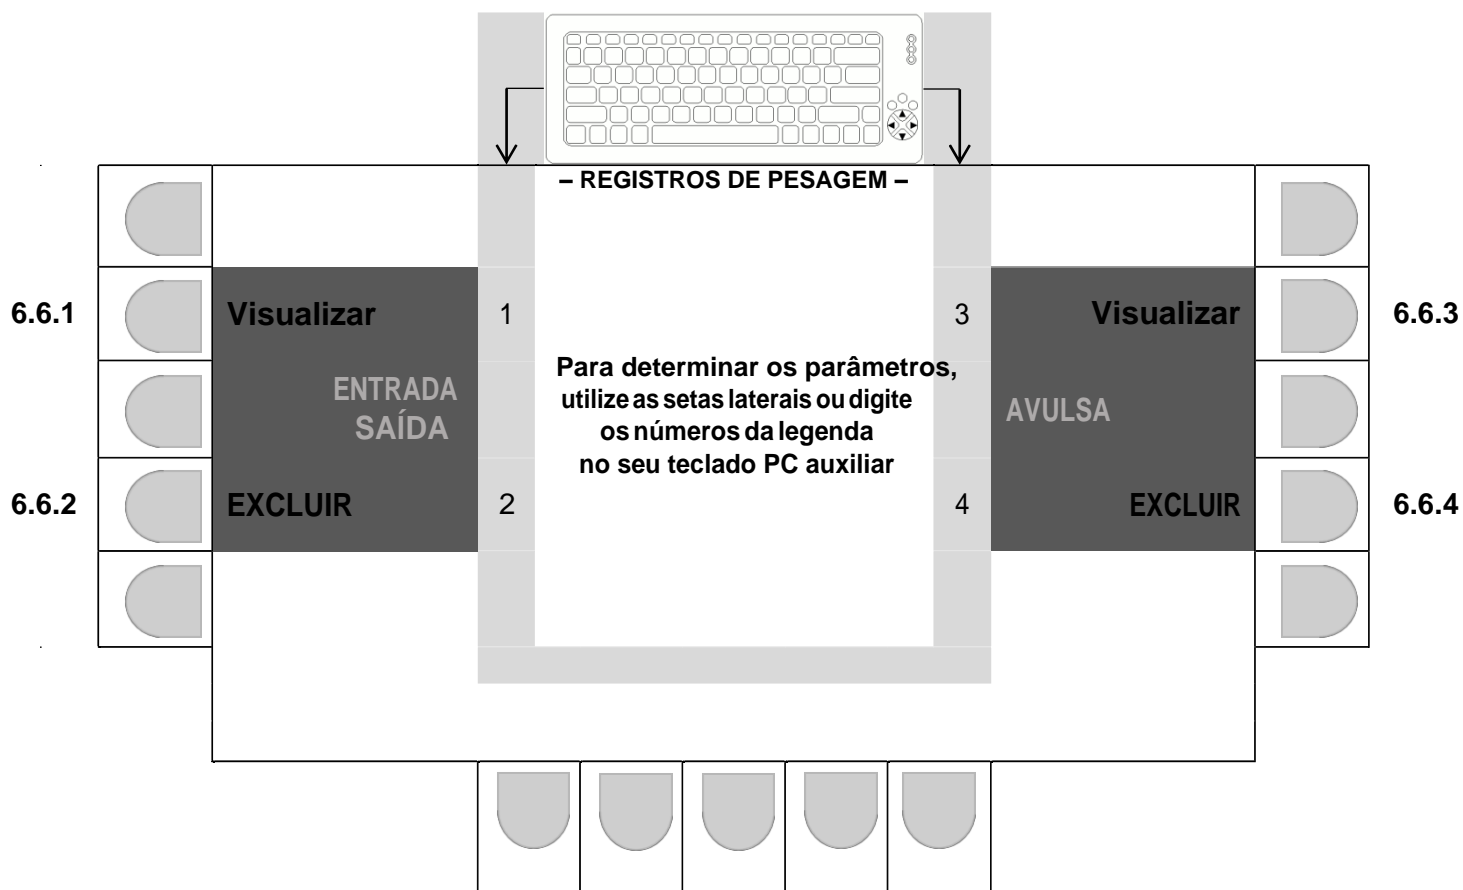 – REGISTROS DE PESAGEM –
6.6.1
Visualizar
1
3
Visualizar
6.6.3
Para determinar os parâmetros,
utilize as setas laterais ou digite
os números da legenda
no seu teclado PC auxiliar
ENTRADA
SAÍDA
AVULSA
6.6.2
EXCLUIR
2
4
EXCLUIR
6.6.4